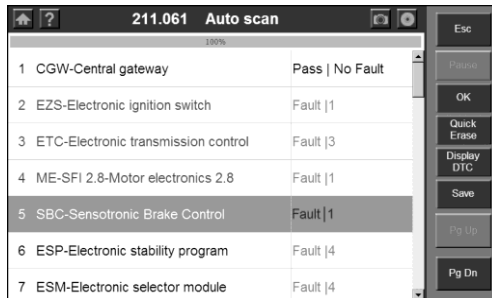 ? 211.061 Auto scan
100%
1 CGW-Central gateway Pass | No Fault
2 EZS-Electronic ignition switch Fault |1
3 ETC-Electronic transmission control Fault |3
4 ME-SFI 2.8-Motor electronics 2.8 Fault |1
5 SBC-Sensotronic Brake Control Fault |1
6 ESP-Electronic stability program Fault |4
7 ESM-Electronic selector module Fault |4
Esc
Pause
OK
Quick
Erase
Display
DTC
Save
Pg Up
Pg Dn